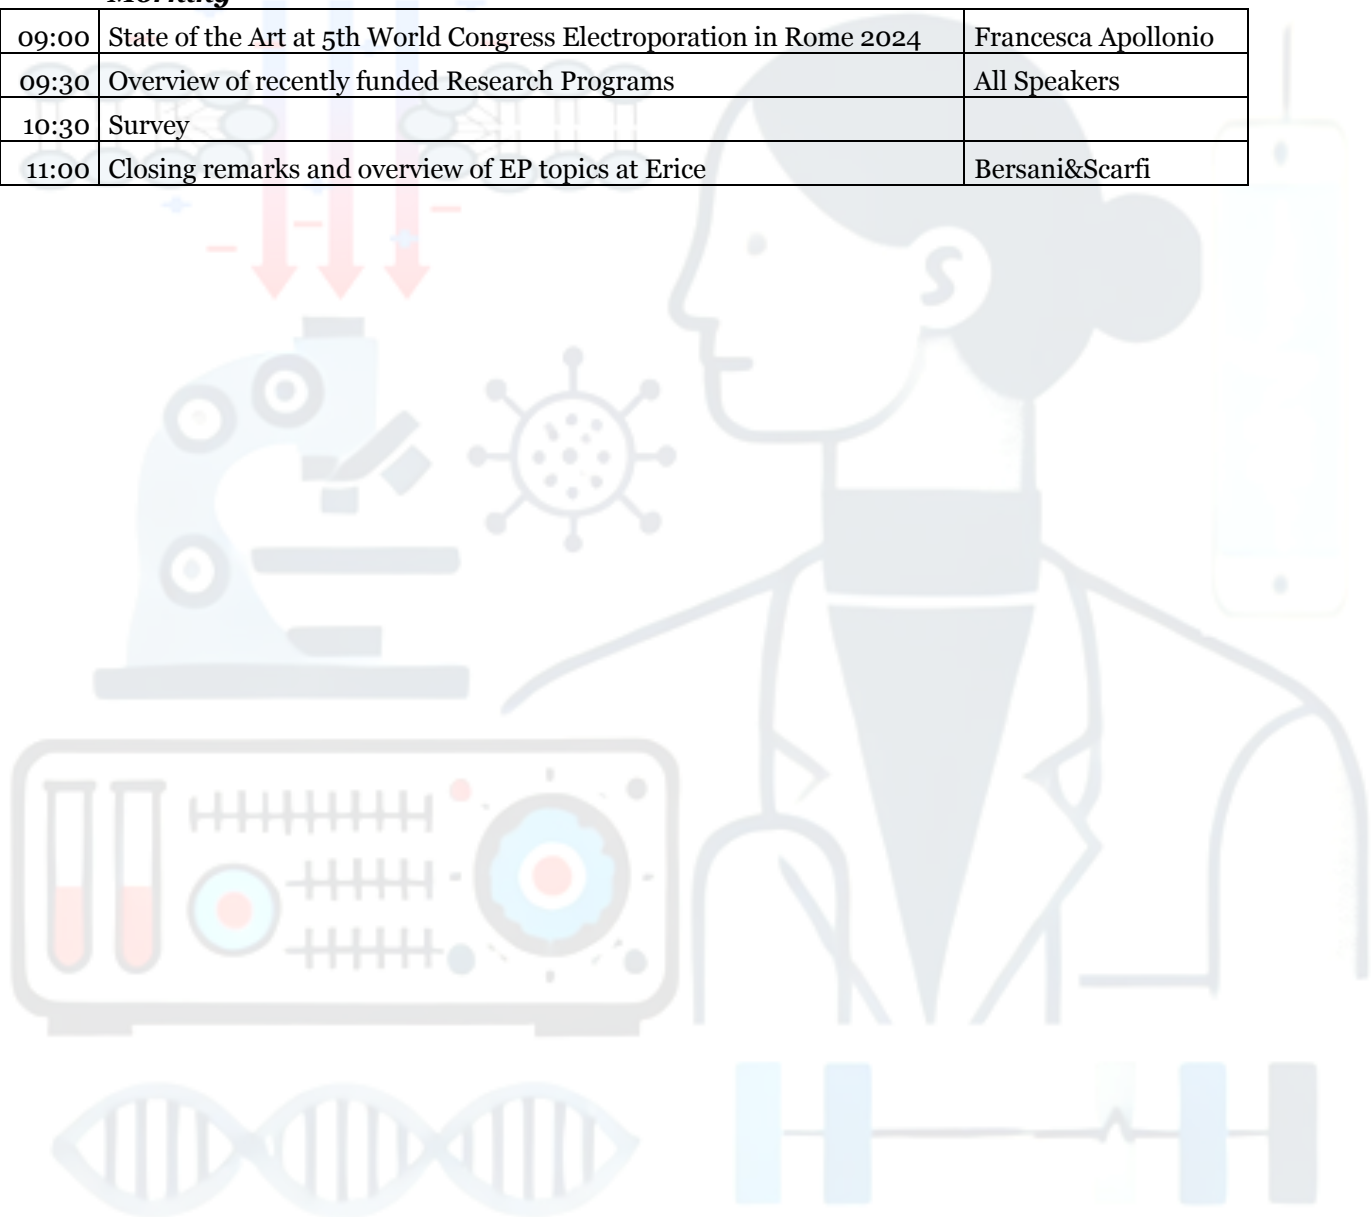 Morning
09:00 State of the Art at 5th World Congress Electroporation in Rome 2024 Francesca Apollonio
09:30 Overview of recently funded Research Programs All Speakers
10:30 Survey
11:00 Closing remarks and overview of EP topics at Erice Bersani&Scarfi